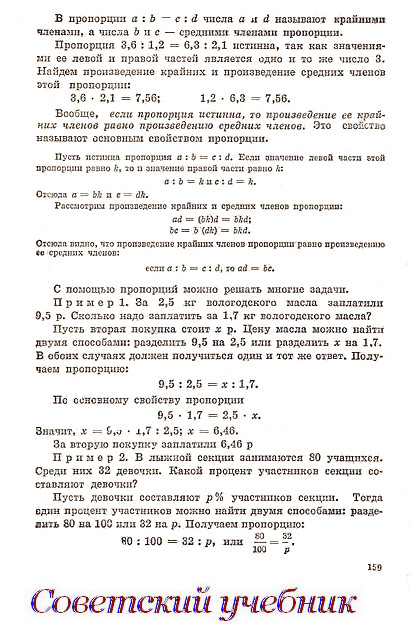 В пропорции a : b = c : d числа a и d называют крайними
членами, а числа b и c — средними членами пропорции.
Пропорция 3,6 : 1,2 = 6,3 : 2,1 истинна, так как значения-
ми ее левой и правой частей является одно и то же число 3.
Найдем произведение крайних и произведение средних членов
этой пропорции:
3,6 · 2,1 = 7,56; 1,2 · 6,3 = 7,56.
Вообще, если пропорция истинна, то произведение ее край-
них членов равно произведению средних членов. Это свойство
называют основным свойством пропорции.
Пусть истинна пропорция a : b = c : d. Если значение левой части этой
пропорции равно k, то и значение правой части равно k:
a : b = k и c : d = k.
Отсюда a = bk и c = dk.
Рассмотрим произведение крайних и средних членов пропорции:
ad = (bk)d = bkd;
bc = b (dk) = bkd.
Отсюда видно, что произведение крайних членов пропорции равно произведению
ее средних членов:
если a : b = c : d, то ad = bc.
С помощью пропорций можно решать многие задачи.
Пример 1. За 2,5 кг вологодского масла заплатили
9,5 р. Сколько надо заплатить за 1,7 кг вологодского масла?
Пусть вторая покупка стоит x р. Цену масла можно найти
двумя способами: разделить 9,5 на 2,5 или разделить x на 1,7.
В обоих случаях должен получиться один и тот же ответ. Полу-
чаем пропорцию:
9,5 : 2,5 = x : 1,7.
По основному свойству пропорции
9,5 · 1,7 = 2,5 · x.
Значит, x = 9,5 · 1,7 : 2,5; x = 6,46.
За вторую покупку заплатили 6,46 р
Пример 2. В лыжной секции занимаются 80 учащихся.
Среди них 32 девочки. Какой процент участников секции со-
ставляют девочки?
Пусть девочки составляют p% участников секции. Тогда
один процент участников можно найти двумя способами: разде-
лить 80 на 100 или 32 на p. Получаем пропорцию:
80 : 100 = 32 : p, или 80/100 = 32/p.
159
Советский учебник